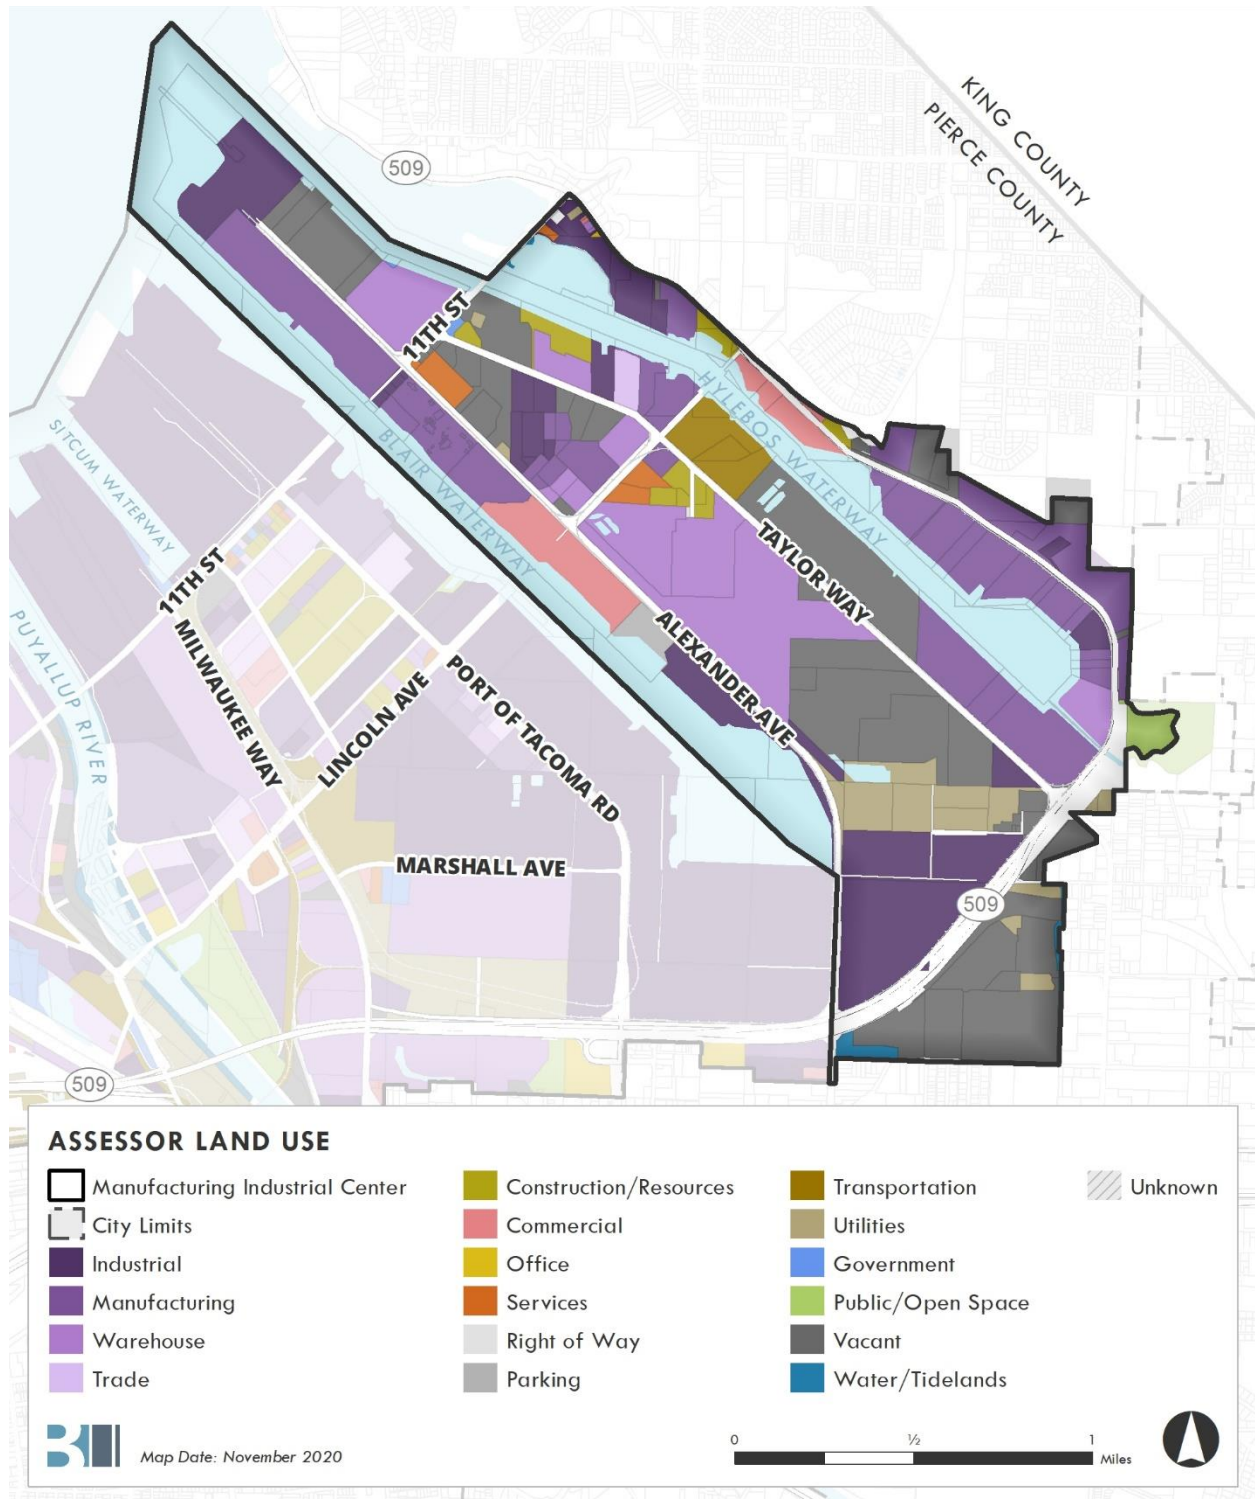 KING COUNTY
PIERCE COUNTY
509
11TH ST
HYLEBOS WATERWAY
SITCUM WATERWAY
BLAIR WATERWAY
TAYLOR WAY
11TH ST
PUYALLUP RIVER
MILWAUKEE WAY
LINCOLN AVE
PORT OF TACOMA RD
ALEXANDER AVE
MARSHALL AVE
509
509
ASSESSOR LAND USE
Manufacturing Industrial Center
City Limits
Industrial
Manufacturing
Warehouse
Trade
Construction/Resources
Commercial
Office
Services
Right of Way
Parking
Transportation
Utilities
Government
Public/Open Space
Vacant
Water/Tidelands
Unknown
Map Date: November 2020
0 ½ 1
Miles